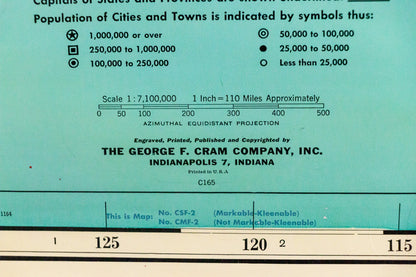 Capitals of States and Provinces are shown
Population of Cities and Towns is indicated by symbols thus:
1,000,000 or over
50,000 to 100,000
250,000 to 1,000,000
25,000 to 50,000
100,000 to 250,000
Less than 25,000
Scale 1 : 7,100,000 1 Inch = 110 Miles Approximately
0 50 100 200 300 400 500
AZIMUTHAL EQUIDISTANT PROJECTION
Engraved, Printed, Published and Copyrighted by
THE GEORGE F. CRAM COMPANY, INC.
INDIANAPOLIS 7, INDIANA
Printed in U. S. A
C165
1164
This is Map: No. CSF-2 (Markable-Kleenable)
No. CMF-2 (Not Markable-Kleenable)
1 125 120 2 115